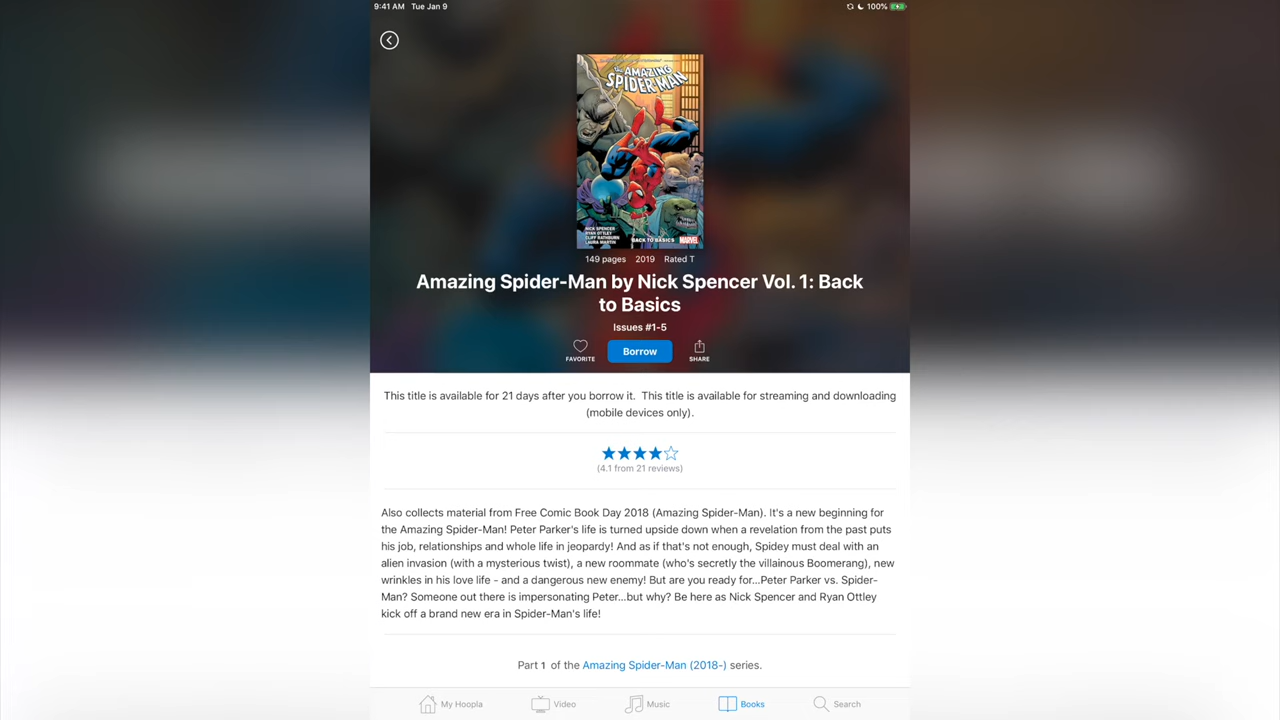 9:41 AM Tue Jan 9
100%
the AMAZING
SPIDER-MAN
NICK SPENCER
RYAN OTTLEY
CLIFF RATHBURN
LAURA MARTIN
BACK TO BASICS MARVEL
149 pages 2019 Rated T
Amazing Spider-Man by Nick Spencer Vol. 1: Back
to Basics
Issues #1-5
FAVORITE Borrow SHARE
This title is available for 21 days after you borrow it. This title is available for streaming and downloading
(mobile devices only).
(4.1 from 21 reviews)
Also collects material from Free Comic Book Day 2018 (Amazing Spider-Man). It's a new beginning for
the Amazing Spider-Man! Peter Parker's life is turned upside down when a revelation from the past puts
his job, relationships and whole life in jeopardy! And as if that's not enough, Spidey must deal with an
alien invasion (with a mysterious twist), a new roommate (who's secretly the villainous Boomerang), new
wrinkles in his love life - and a dangerous new enemy! But are you ready for...Peter Parker vs. Spider-
Man? Someone out there is impersonating Peter...but why? Be here as Nick Spencer and Ryan Ottley
kick off a brand new era in Spider-Man's life!
Part 1 of the Amazing Spider-Man (2018-) series.
My Hoopla Video Music Books Search